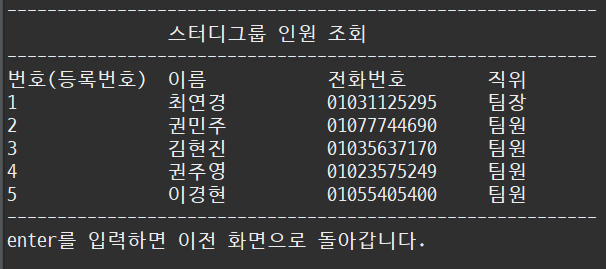 ------------------------------------------------------------
스터디그룹 인원 조회
------------------------------------------------------------
번호(등록번호) 이름 전화번호 직위
1 최연경 01031125295 팀장
2 권민주 01077744690 팀원
3 김현진 01035637170 팀원
4 권주영 01023575249 팀원
5 이경현 01055405400 팀원
------------------------------------------------------------
enter를 입력하면 이전 화면으로 돌아갑니다.